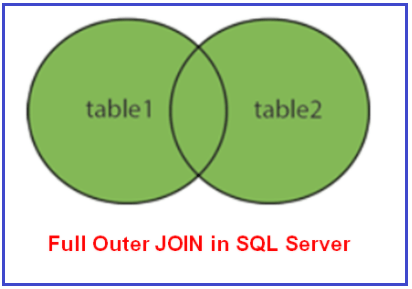 table1 table2
Full Outer JOIN in SQL Server